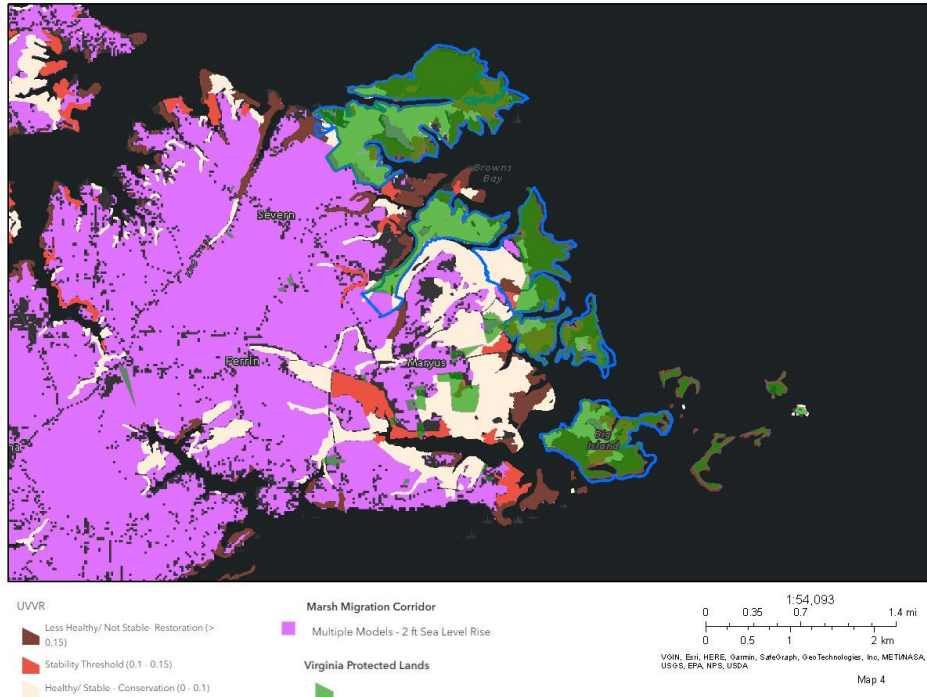 Browns
Bay
Severn
Perrin
Maryus
na
Big
Island
UVVR
Less Healthy/ Not Stable- Restoration (>
0.15)
Stability Threshold (0.1 - 0.15)
Healthy/ Stable - Conservation (0 - 0.1)
Marsh Migration Corridor
Multiple Models - 2 ft Sea Level Rise
Virginia Protected Lands
1:54,093
0 0.35 0.7 1.4 mi
0 0.5 1 2 km
VGIN, Esri, HERE, Garmin, SafeGraph, GeoTechnologies, Inc, METI/NASA,
USGS, EPA, NPS, USDA
Map 4